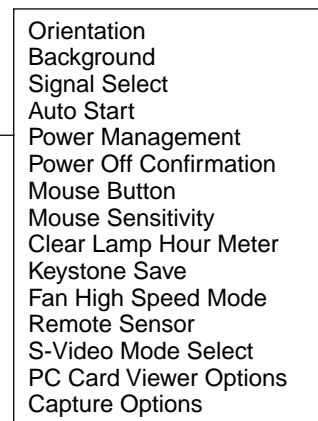 Orientation
Background
Signal Select
Auto Start
Power Management
Power Off Confirmation
Mouse Button
Mouse Sensitivity
Clear Lamp Hour Meter
Keystone Save
Fan High Speed Mode
Remote Sensor
S-Video Mode Select
PC Card Viewer Options
Capture Options